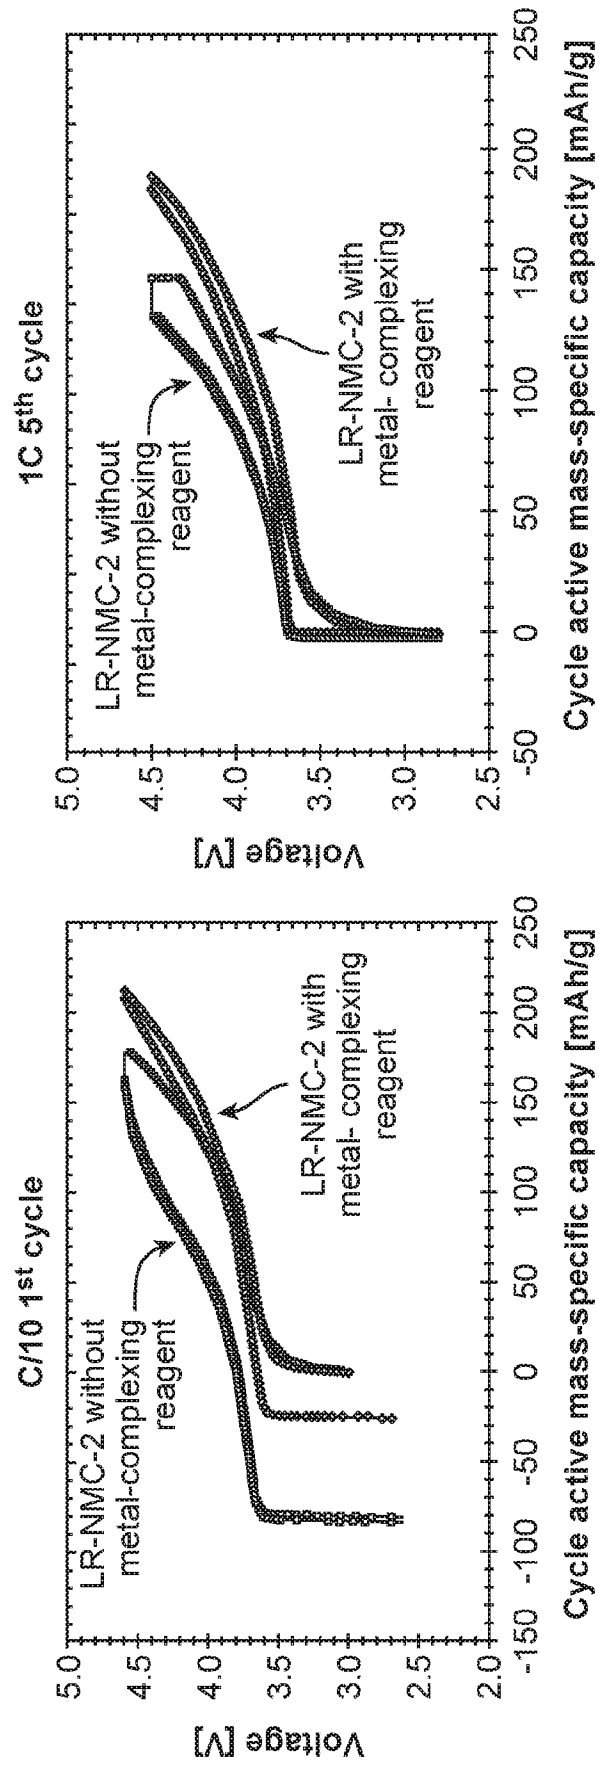 C/10 1st cycle
5.0
4.5
4.0
3.5
3.0
2.5
2.0
Voltage [V]
LR-NMC-2 without
metal-complexing
reagent
LR-NMC-2 with
metal- complexing
reagent
-150 -100 -50 0 50 100 150 200 250
Cycle active mass-specific capacity [mAh/g]
1C 5th cycle
5.0
4.5
4.0
3.5
3.0
2.5
Voltage [V]
LR-NMC-2 without
metal-complexing
reagent
LR-NMC-2 with
metal- complexing
reagent
-50 0 50 100 150 200 250
Cycle active mass-specific capacity [mAh/g]